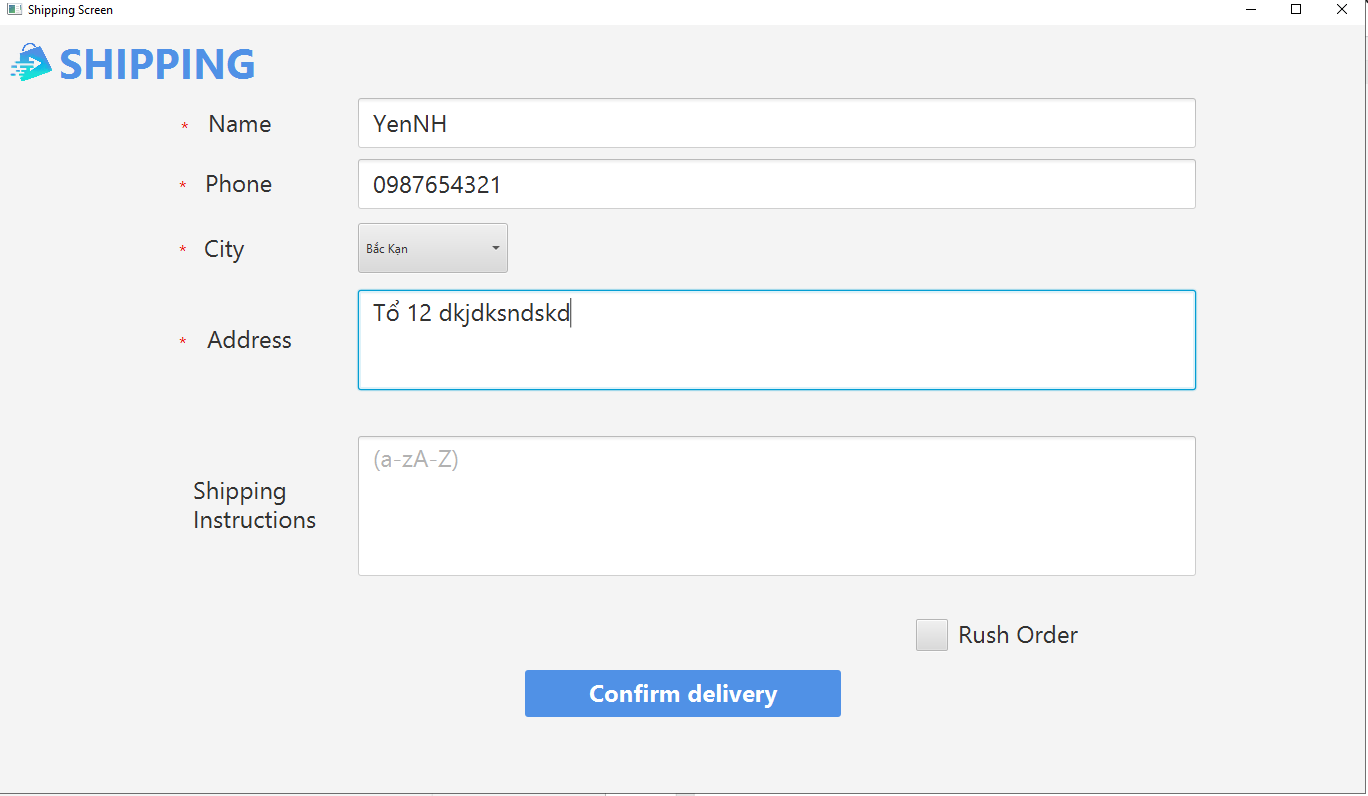 Shipping Screen
SHIPPING
* Name
YenNH
* Phone
0987654321
* City
Bắc Kạn
* Address
Tổ 12 dkjdksndskd
Shipping
Instructions
(a-zA-Z)
Rush Order
Confirm delivery